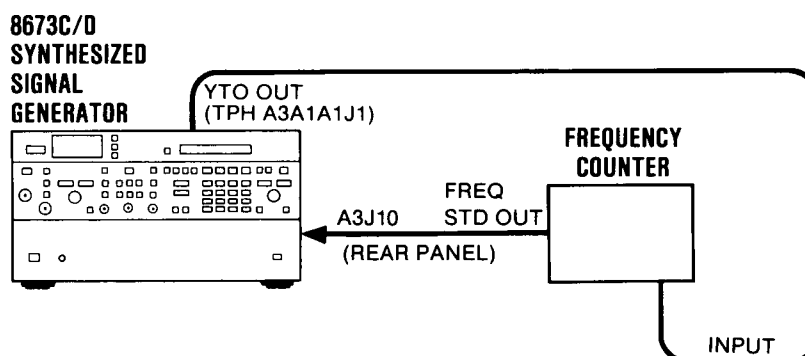 8673C/D
SYNTHESIZED
SIGNAL
GENERATOR
YTO OUT
(TPH A3A1A1J1)
FREQUENCY
COUNTER
A3J10
FREQ
STD OUT
(REAR PANEL)
INPUT